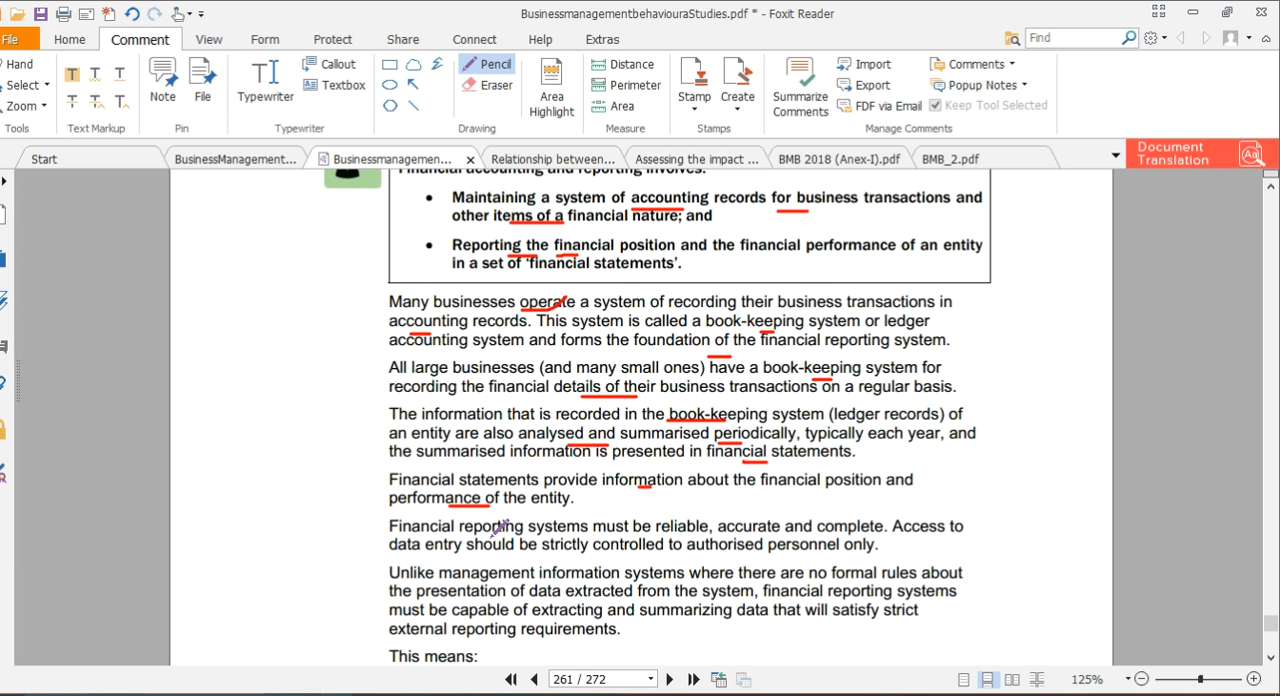 BusinessmanagementbehaviouraStudies.pdf * - Foxit Reader
File Home Comment View Form Protect Share Connect Help Extras
Find
Hand
Select
Zoom
Tools
Text Markup
Note
File
Pin
Typewriter
Callout
Textbox
Typewriter
Pencil
Eraser
Drawing
Area
Highlight
Distance
Perimeter
Area
Measure
Stamp
Create
Stamps
Summarize
Comments
Import
Export
FDF via Email
Comments
Popup Notes
Keep Tool Selected
Manage Comments
Start BusinessManagement... Businessmanagemen... Relationship between... Assessing the impact ... BMB 2018 (Anex-I).pdf BMB_2.pdf
Document
Translation
Financial accounting and reporting involves:
• Maintaining a system of accounting records for business transactions and
other items of a financial nature; and
• Reporting the financial position and the financial performance of an entity
in a set of ‘financial statements’.
Many businesses operate a system of recording their business transactions in
accounting records. This system is called a book-keeping system or ledger
accounting system and forms the foundation of the financial reporting system.
All large businesses (and many small ones) have a book-keeping system for
recording the financial details of their business transactions on a regular basis.
The information that is recorded in the book-keeping system (ledger records) of
an entity are also analysed and summarised periodically, typically each year, and
the summarised information is presented in financial statements.
Financial statements provide information about the financial position and
performance of the entity.
Financial reporting systems must be reliable, accurate and complete. Access to
data entry should be strictly controlled to authorised personnel only.
Unlike management information systems where there are no formal rules about
the presentation of data extracted from the system, financial reporting systems
must be capable of extracting and summarizing data that will satisfy strict
external reporting requirements.
This means:
261 / 272
125%